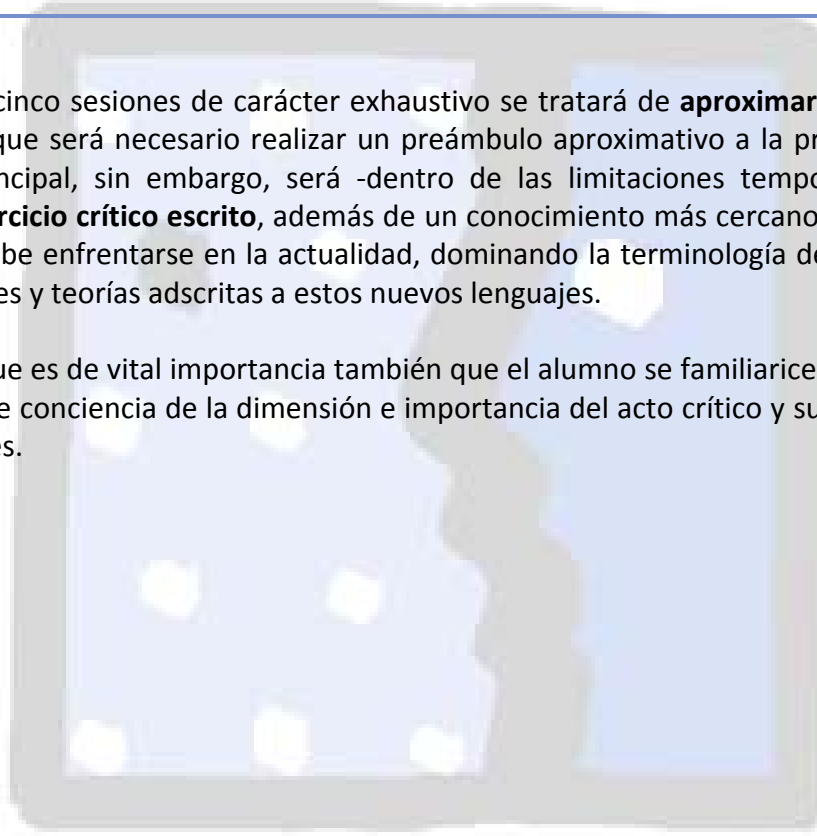 cinco sesiones de carácter exhaustivo se tratará de aproximar
que será necesario realizar un preámbulo aproximativo a la pr
ncipal, sin embargo, será -dentro de las limitaciones tempo
rcicio crítico escrito, además de un conocimiento más cercano
be enfrentarse en la actualidad, dominando la terminología de
es y teorías adscritas a estos nuevos lenguajes.
ue es de vital importancia también que el alumno se familiarice
e conciencia de la dimensión e importancia del acto crítico y su
es.